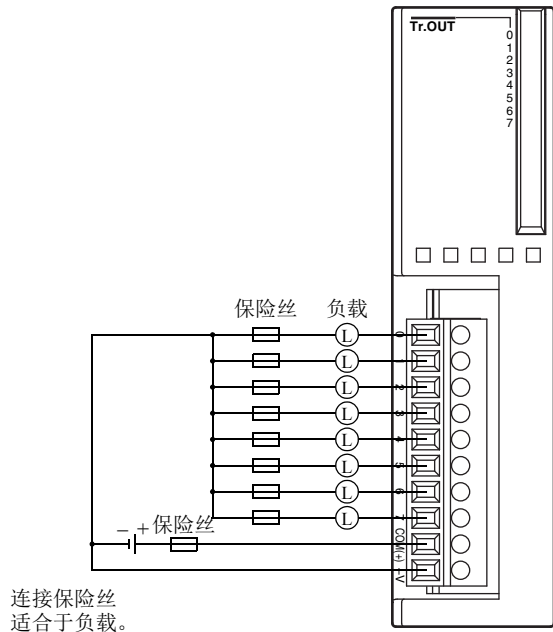 Tr.OUT
0
1
2
3
4
5
6
7
保险丝 负载
L 0
L 1
L 2
L 3
L 4
L 5
L 6
L 7
− + 保险丝 COM(+)
−V
连接保险丝
适合于负载。